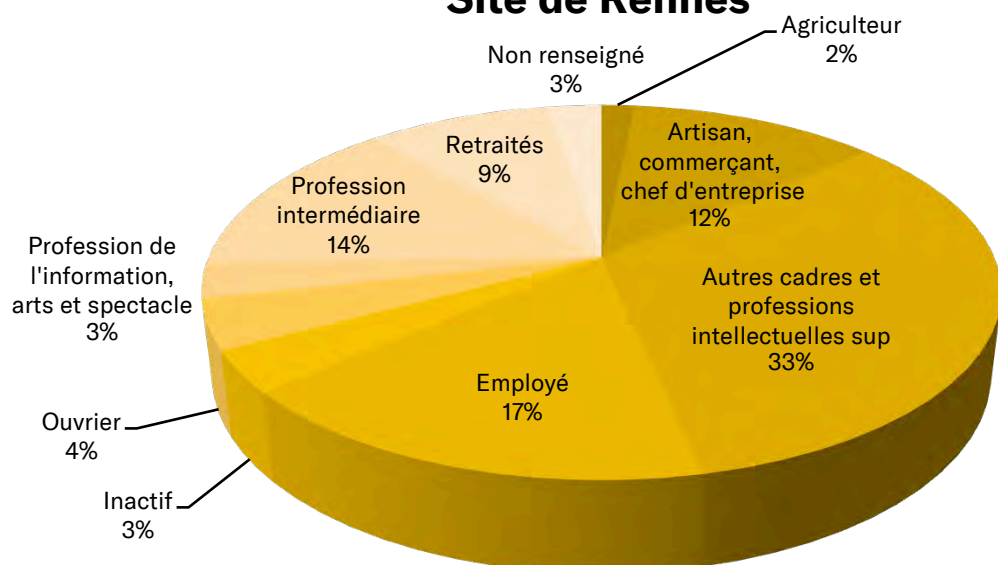 Site de Rennes
Agriculteur
2%
Non renseigné
3%
Artisan,
commerçant,
chef d'entreprise
12%
Retraités
9%
Profession
intermédiaire
14%
Profession de
l'information,
arts et spectacle
3%
Autres cadres et
professions
intellectuelles sup
33%
Employé
17%
Ouvrier
4%
Inactif
3%